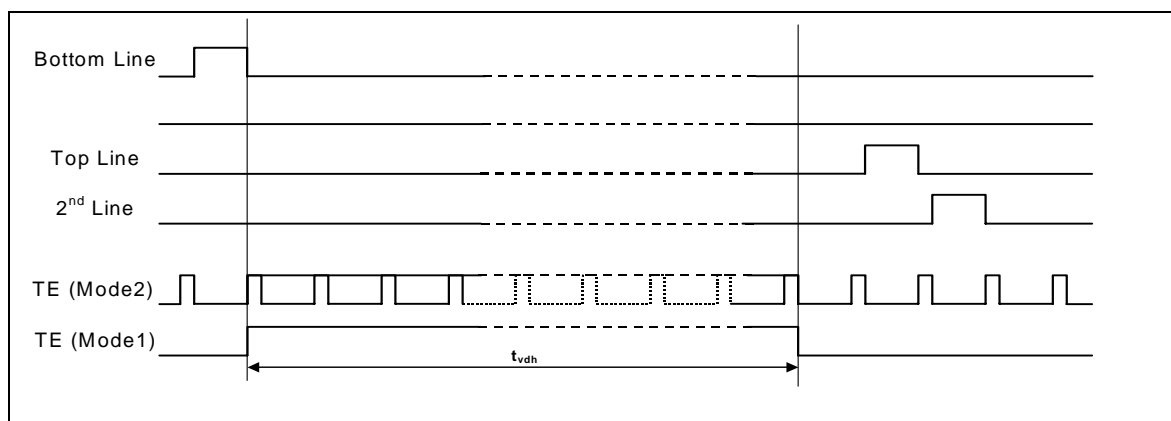 Bottom Line
Top Line
2nd Line
TE (Mode2)
TE (Mode1)
tvdh